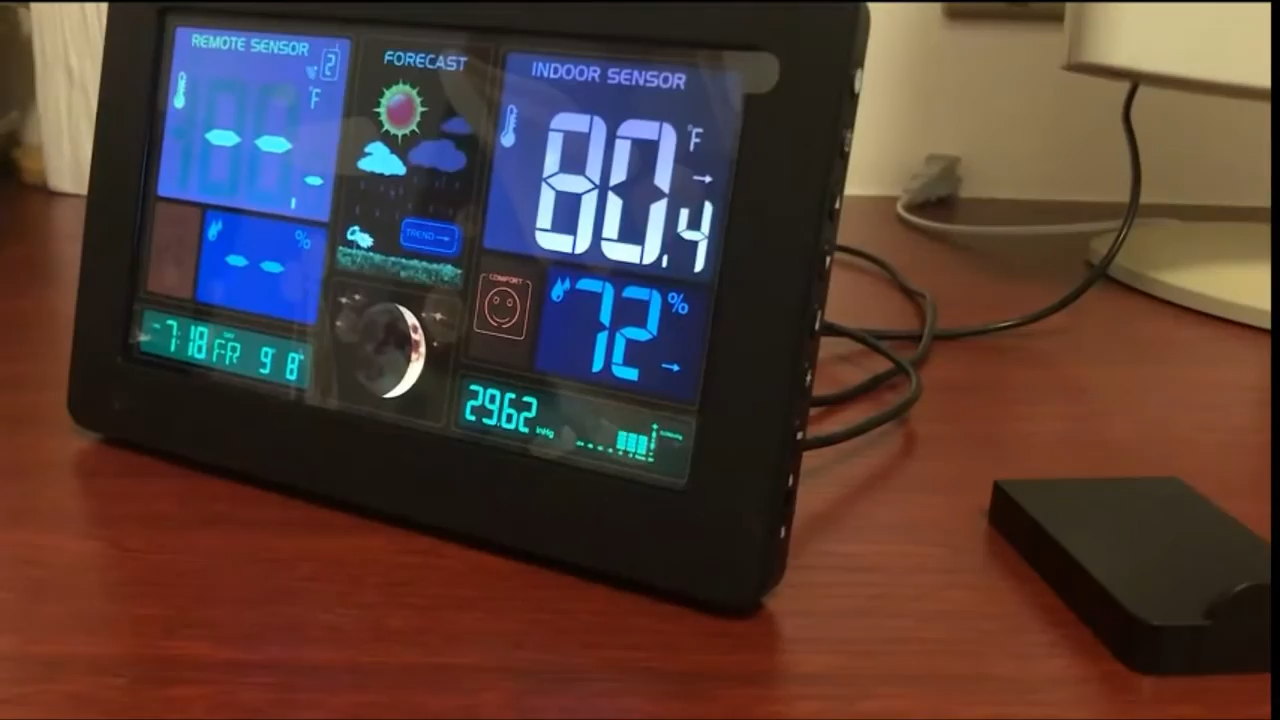 REMOTE SENSOR
2
°F
-- -- .-
-- -- %
-7:18 FR 9 8
FORECAST
TREND→
INDOOR SENSOR
80.4 °F
→
COMFORT
72%
→
29.62 inHg